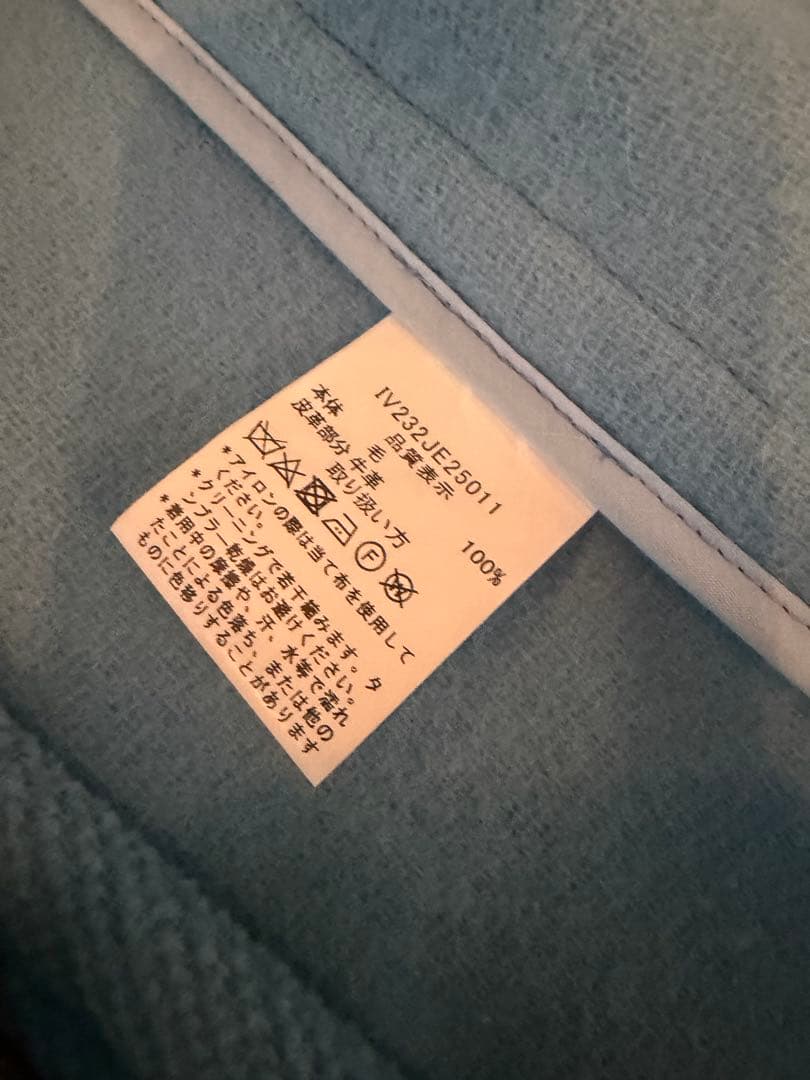 IV232JE25011
品質表示
本体 毛 100%
皮革部分 牛革
取り扱い方
F W
*アイロンの際は当て布を使用して
ください。
*クリーニングで若干縮みます。タ
ンブラー乾燥はお避けください。
*着用中の摩擦や、汗、水等で濡れ
たことによる色落ち、または他の
ものに色移りすることがあります